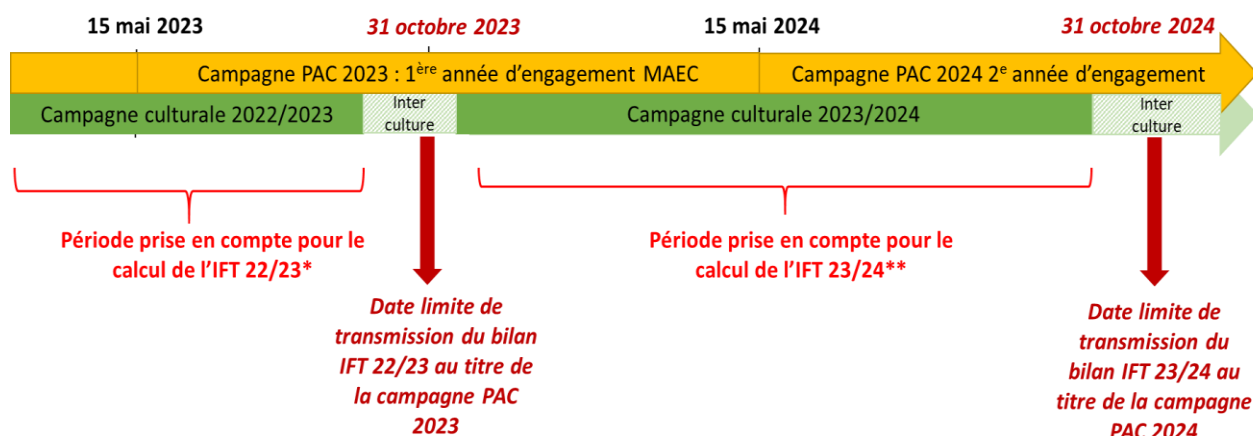 15 mai 2023
31 octobre 2023
15 mai 2024
31 octobre 2024
Campagne PAC 2023 : 1ère année d’engagement MAEC
Campagne PAC 2024 2e année d’engagement
Campagne culturale 2022/2023
Inter
culture
Campagne culturale 2023/2024
Inter
culture
Période prise en compte pour le
calcul de l’IFT 22/23*
Période prise en compte pour le
calcul de l’IFT 23/24**
Date limite de
transmission du bilan
IFT 22/23 au titre de
la campagne PAC
2023
Date limite de
transmission du
bilan IFT 23/24 au
titre de la campagne
PAC 2024